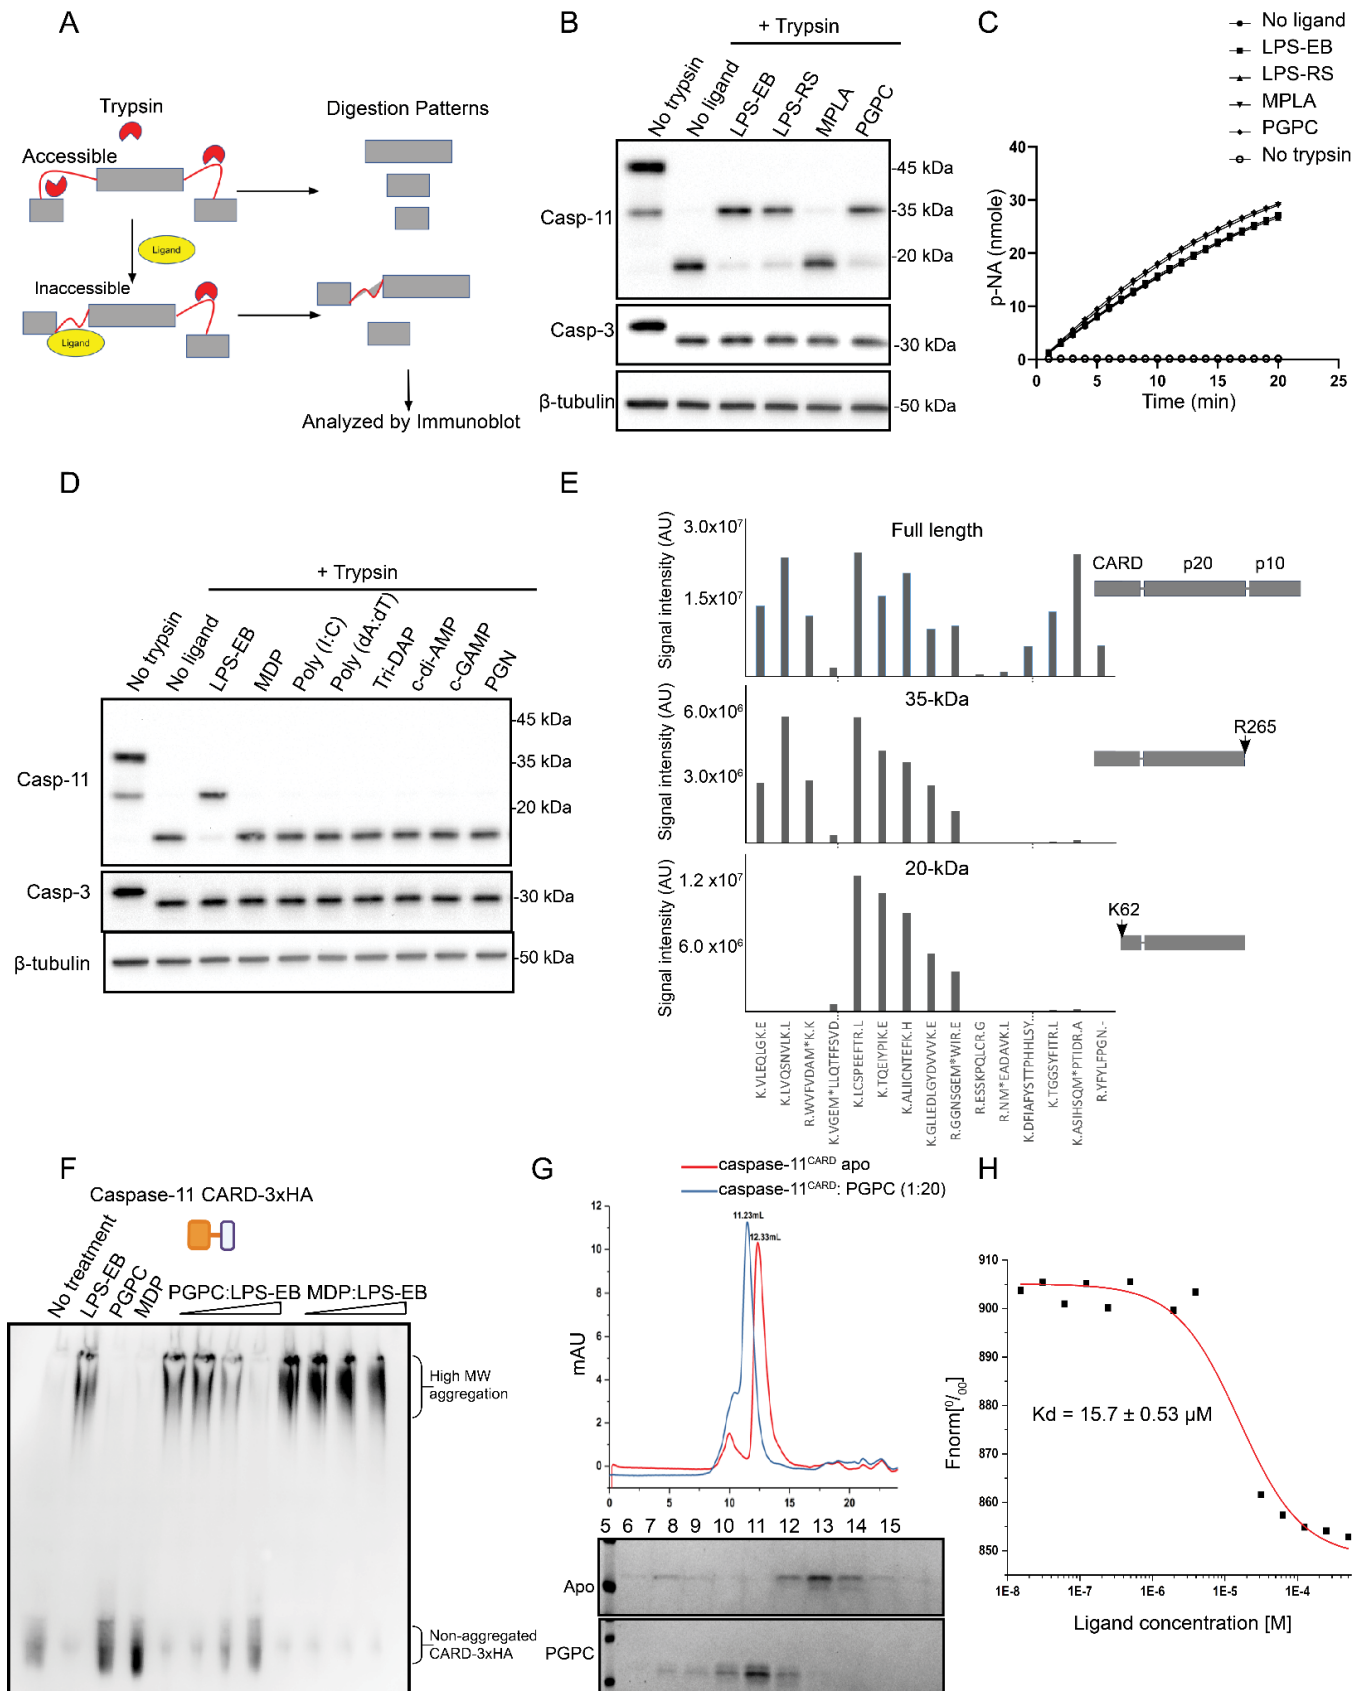 A
Trypsin
Digestion Patterns
Accessible
Ligand
Inaccessible
Ligand
Analyzed by Immunoblot
B
+ Trypsin
No trypsin
No ligand
LPS-EB
LPS-RS
MPLA
PGPC
Casp-11
-45 kDa
-35 kDa
-20 kDa
Casp-3
-30 kDa
β-tubulin
-50 kDa
C
No ligand
LPS-EB
LPS-RS
MPLA
PGPC
No trypsin
p-NA (nmole)
40
30
20
10
0
0 5 10 15 20 25
Time (min)
D
+ Trypsin
No trypsin
No ligand
LPS-EB
MDP
Poly (I:C)
Poly (dA:dT)
Tri-DAP
c-di-AMP
c-GAMP
PGN
Casp-11
-45 kDa
-35 kDa
-20 kDa
Casp-3
-30 kDa
β-tubulin
-50 kDa
E
Signal intensity (AU)
3.0x10⁷
1.5x10⁷
Full length
CARD p20 p10
Signal intensity (AU)
6.0x10⁶
3.0x10⁶
35-kDa
R265
Signal intensity (AU)
1.2 x10⁷
6.0 x10⁶
20-kDa
K62
K.VLEQLGK.E
K.LVQSNVLK.L
R.WVFVDAM*K.K
K.VGEM*LLQTFFSVD...
K.LCSPEEFTR.L
K.TQEIYPIK.E
K.ALIICNTEFK.H
K.GLLEDLGYDVVVK.E
R.GGNSGEM*WIR.E
R.ESSKPQLCR.G
R.NM*EADAVK.L
K.DFIAFYSTTPHHLSY...
K.TGGSYFITR.L
K.ASIHSQM*PTIDR.A
R.YFYLFPGN.-
F
Caspase-11 CARD-3xHA
No treatment
LPS-EB
PGPC
MDP
PGPC:LPS-EB
MDP:LPS-EB
High MW
aggregation
Non-aggregated
CARD-3xHA
G
caspase-11CARD apo
caspase-11CARD: PGPC (1:20)
mAU
12
10
8
6
4
2
0
11.23mL
12.33mL
0 5 10 15 20
5 6 7 8 9 10 11 12 13 14 15
Apo
PGPC
H
Fnorm[⁰/₀₀]
910
900
890
880
870
860
850
Kd = 15.7 ± 0.53 µM
1E-8 1E-7 1E-6 1E-5 1E-4
Ligand concentration [M]